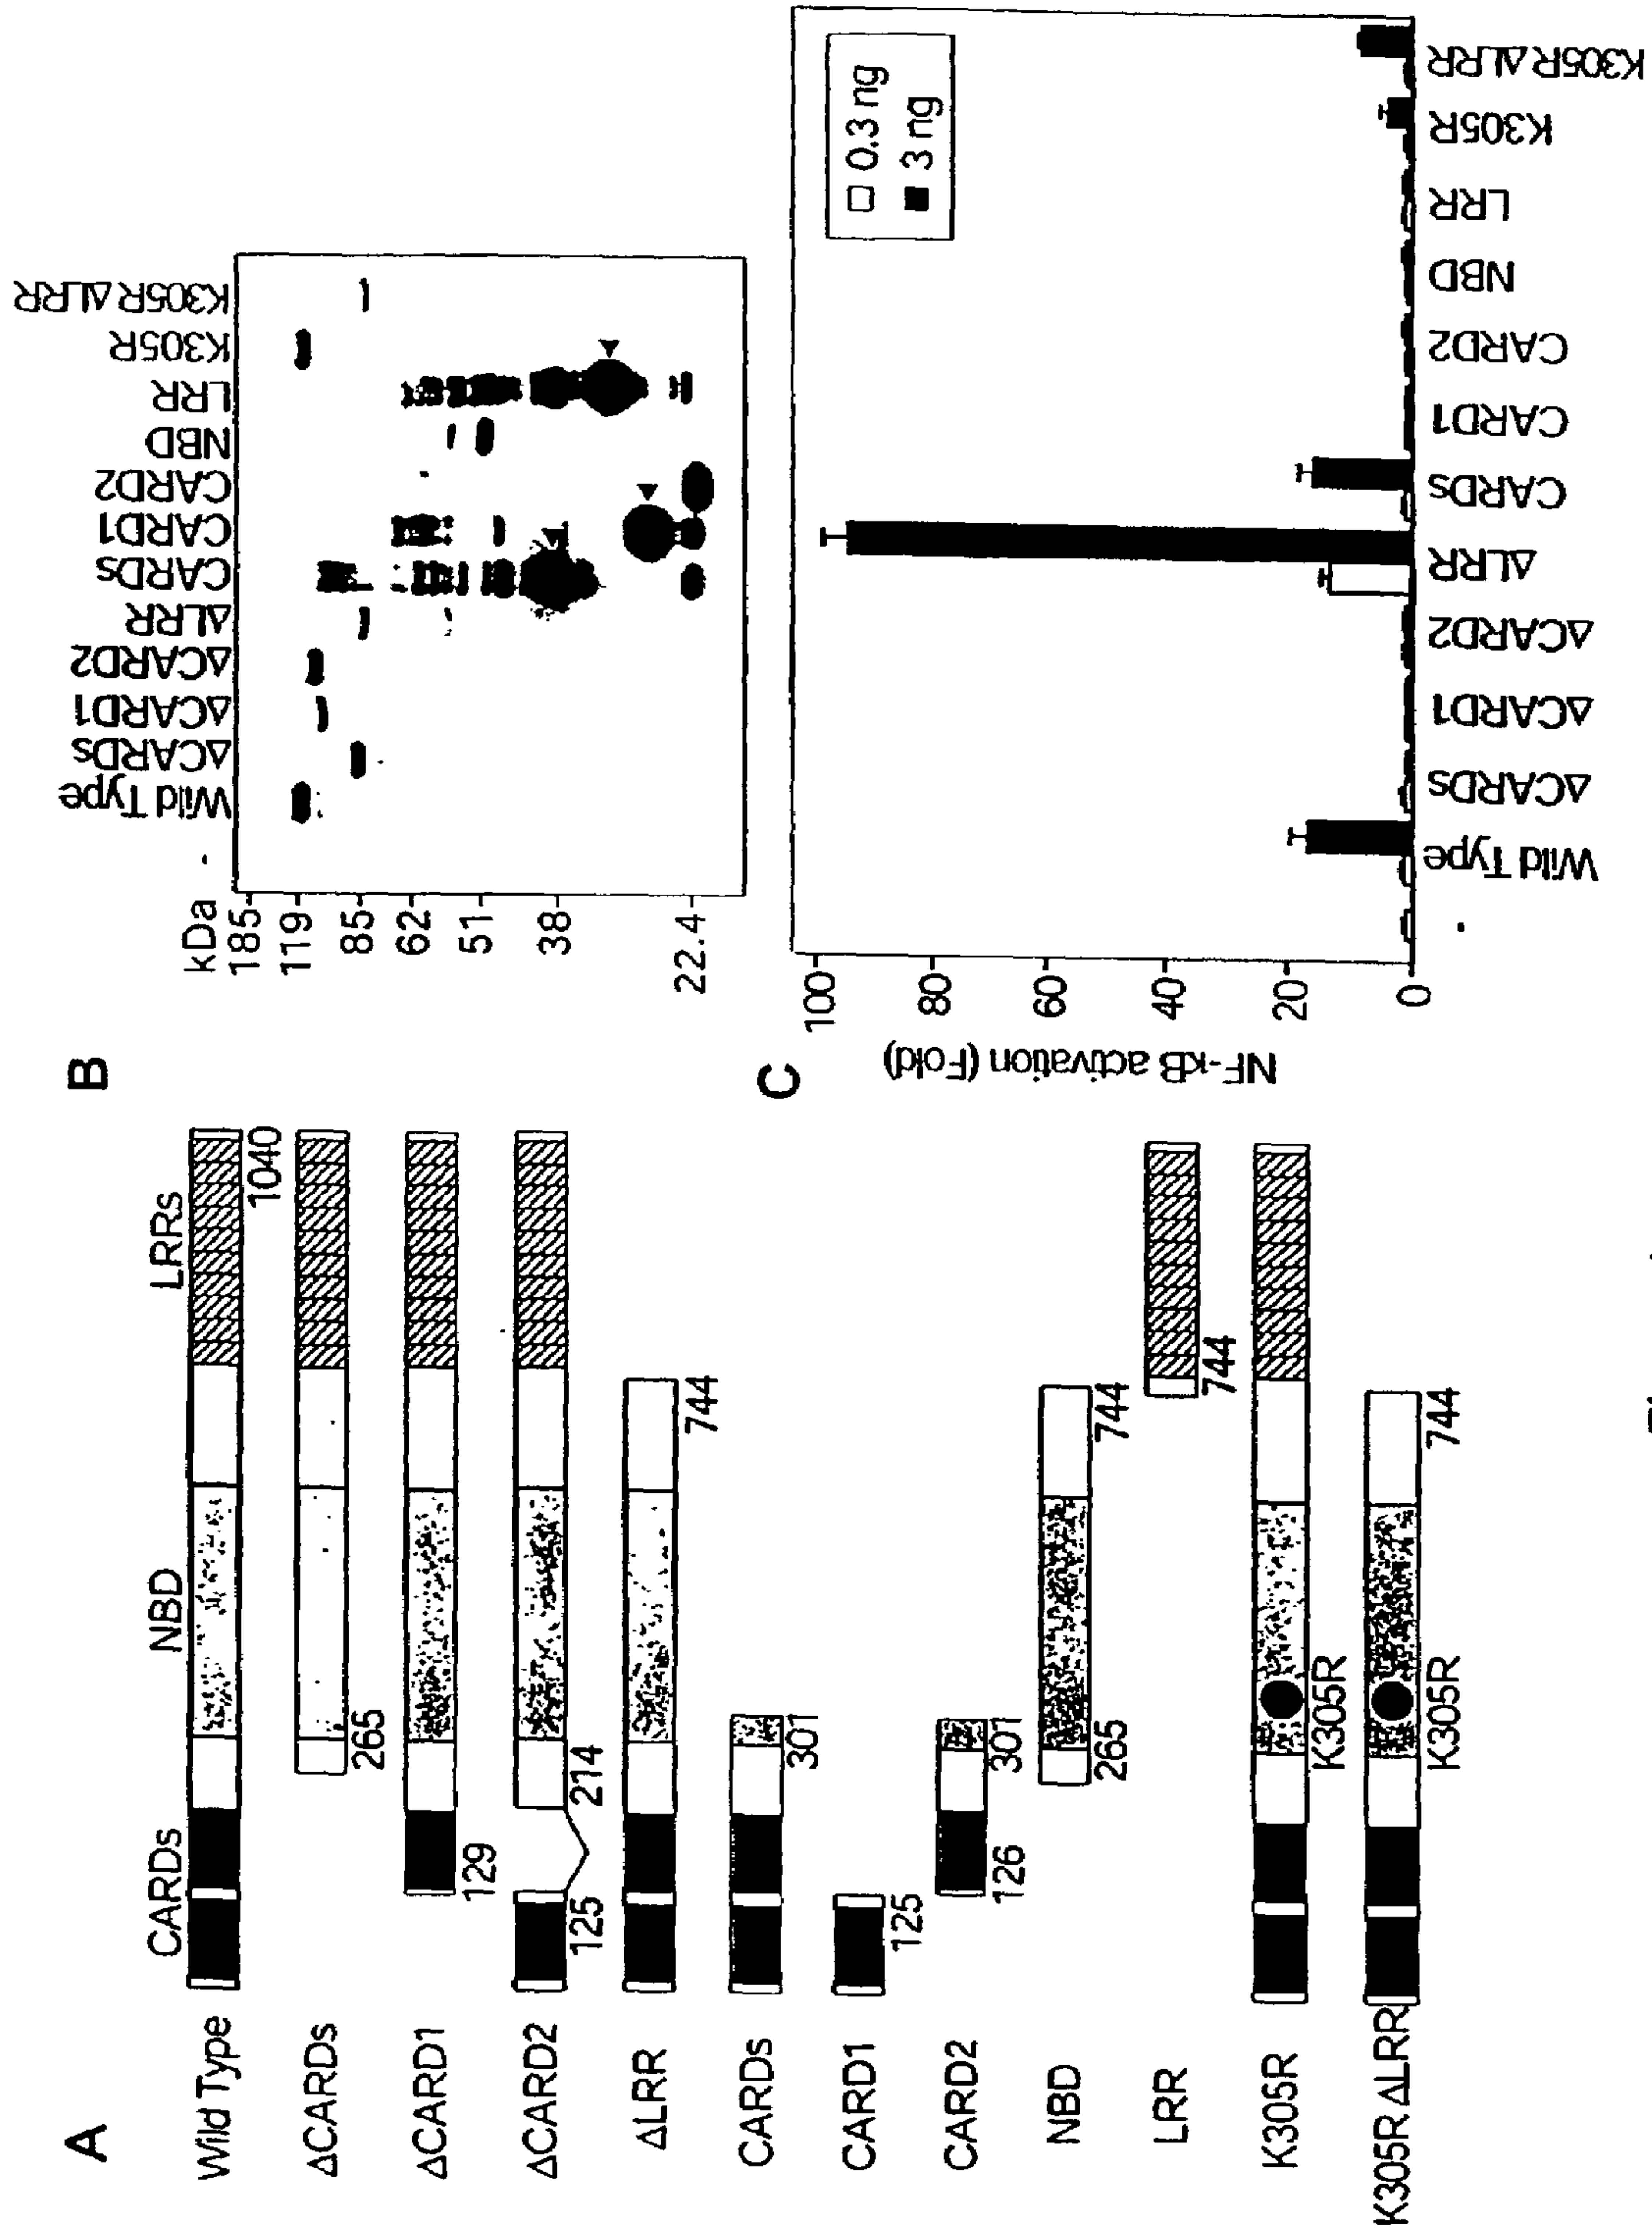 A
CARDs
NBD
LRRs
Wild Type
1040
ΔCARDs
265
ΔCARD1
129
ΔCARD2
125
214
ΔLRR
744
CARDs
301
CARD1
125
CARD2
126
301
NBD
265
744
LRR
744
K305R
K305R
K305R ΔLRR
K305R
744
B
kDa
185
119
85
62
51
38
22.4
-
Wild Type
ΔCARDs
ΔCARD1
ΔCARD2
ΔLRR
CARDs
CARD1
CARD2
NBD
LRR
K305R
K305R ΔLRR
C
NF-κB activation (Fold)
100
80
60
40
20
0
0.3 ng
3 ng
-
Wild Type
ΔCARDs
ΔCARD1
ΔCARD2
ΔLRR
CARDs
CARD1
CARD2
NBD
LRR
K305R
K305R ΔLRR